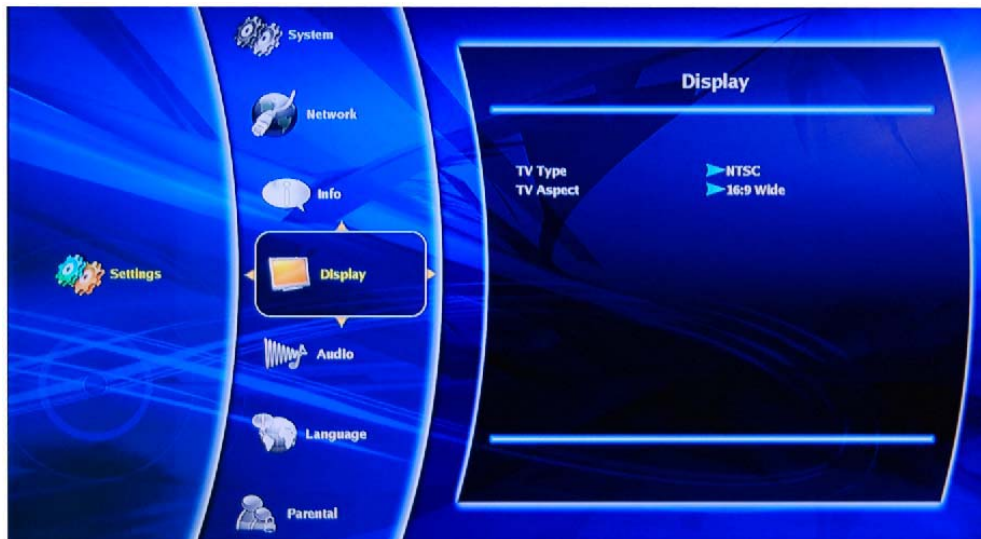 Settings
System
Network
Info
Display
Audio
Language
Parental
Display
TV Type NTSC
TV Aspect 16:9 Wide